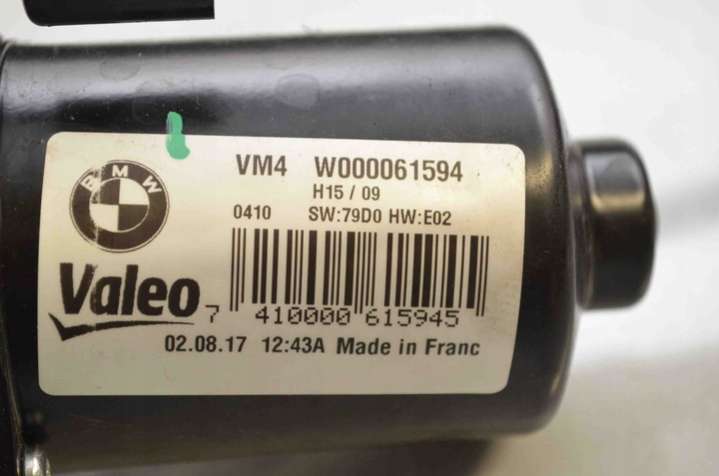 VM4 W000061594
H15 / 09
0410 SW:79D0 HW:E02
BMW
Valeo
7 410000 615945
02.08.17 12:43A Made in Franc